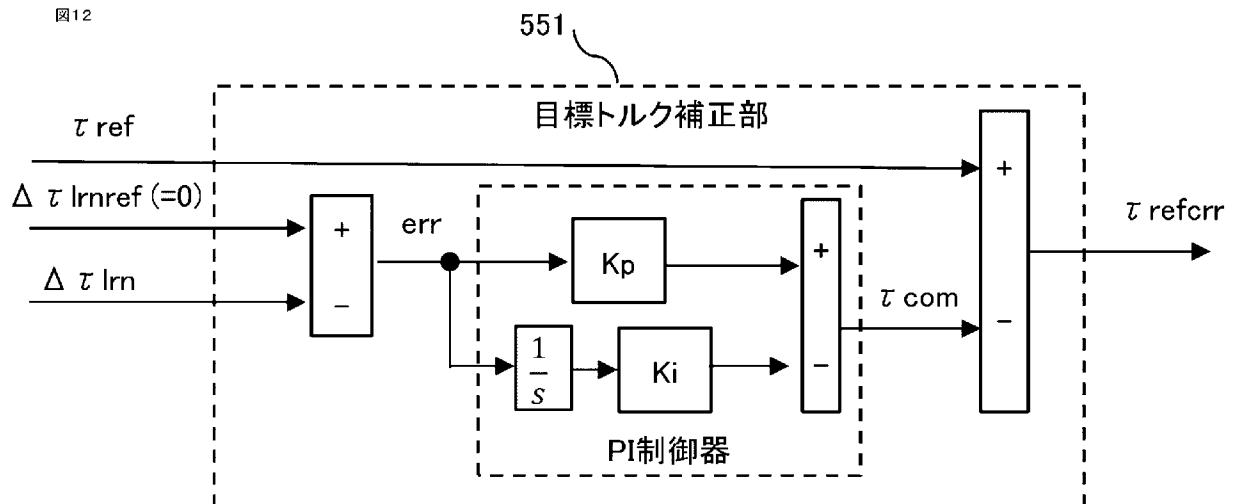 図12
551
目標トルク補正部
τ ref
+
Δ τ lrnref (=0)
τ refcrr
+
err
Kp
+
Δ τ lrn
−
τ com
−
1
s
Ki
−
PI制御器